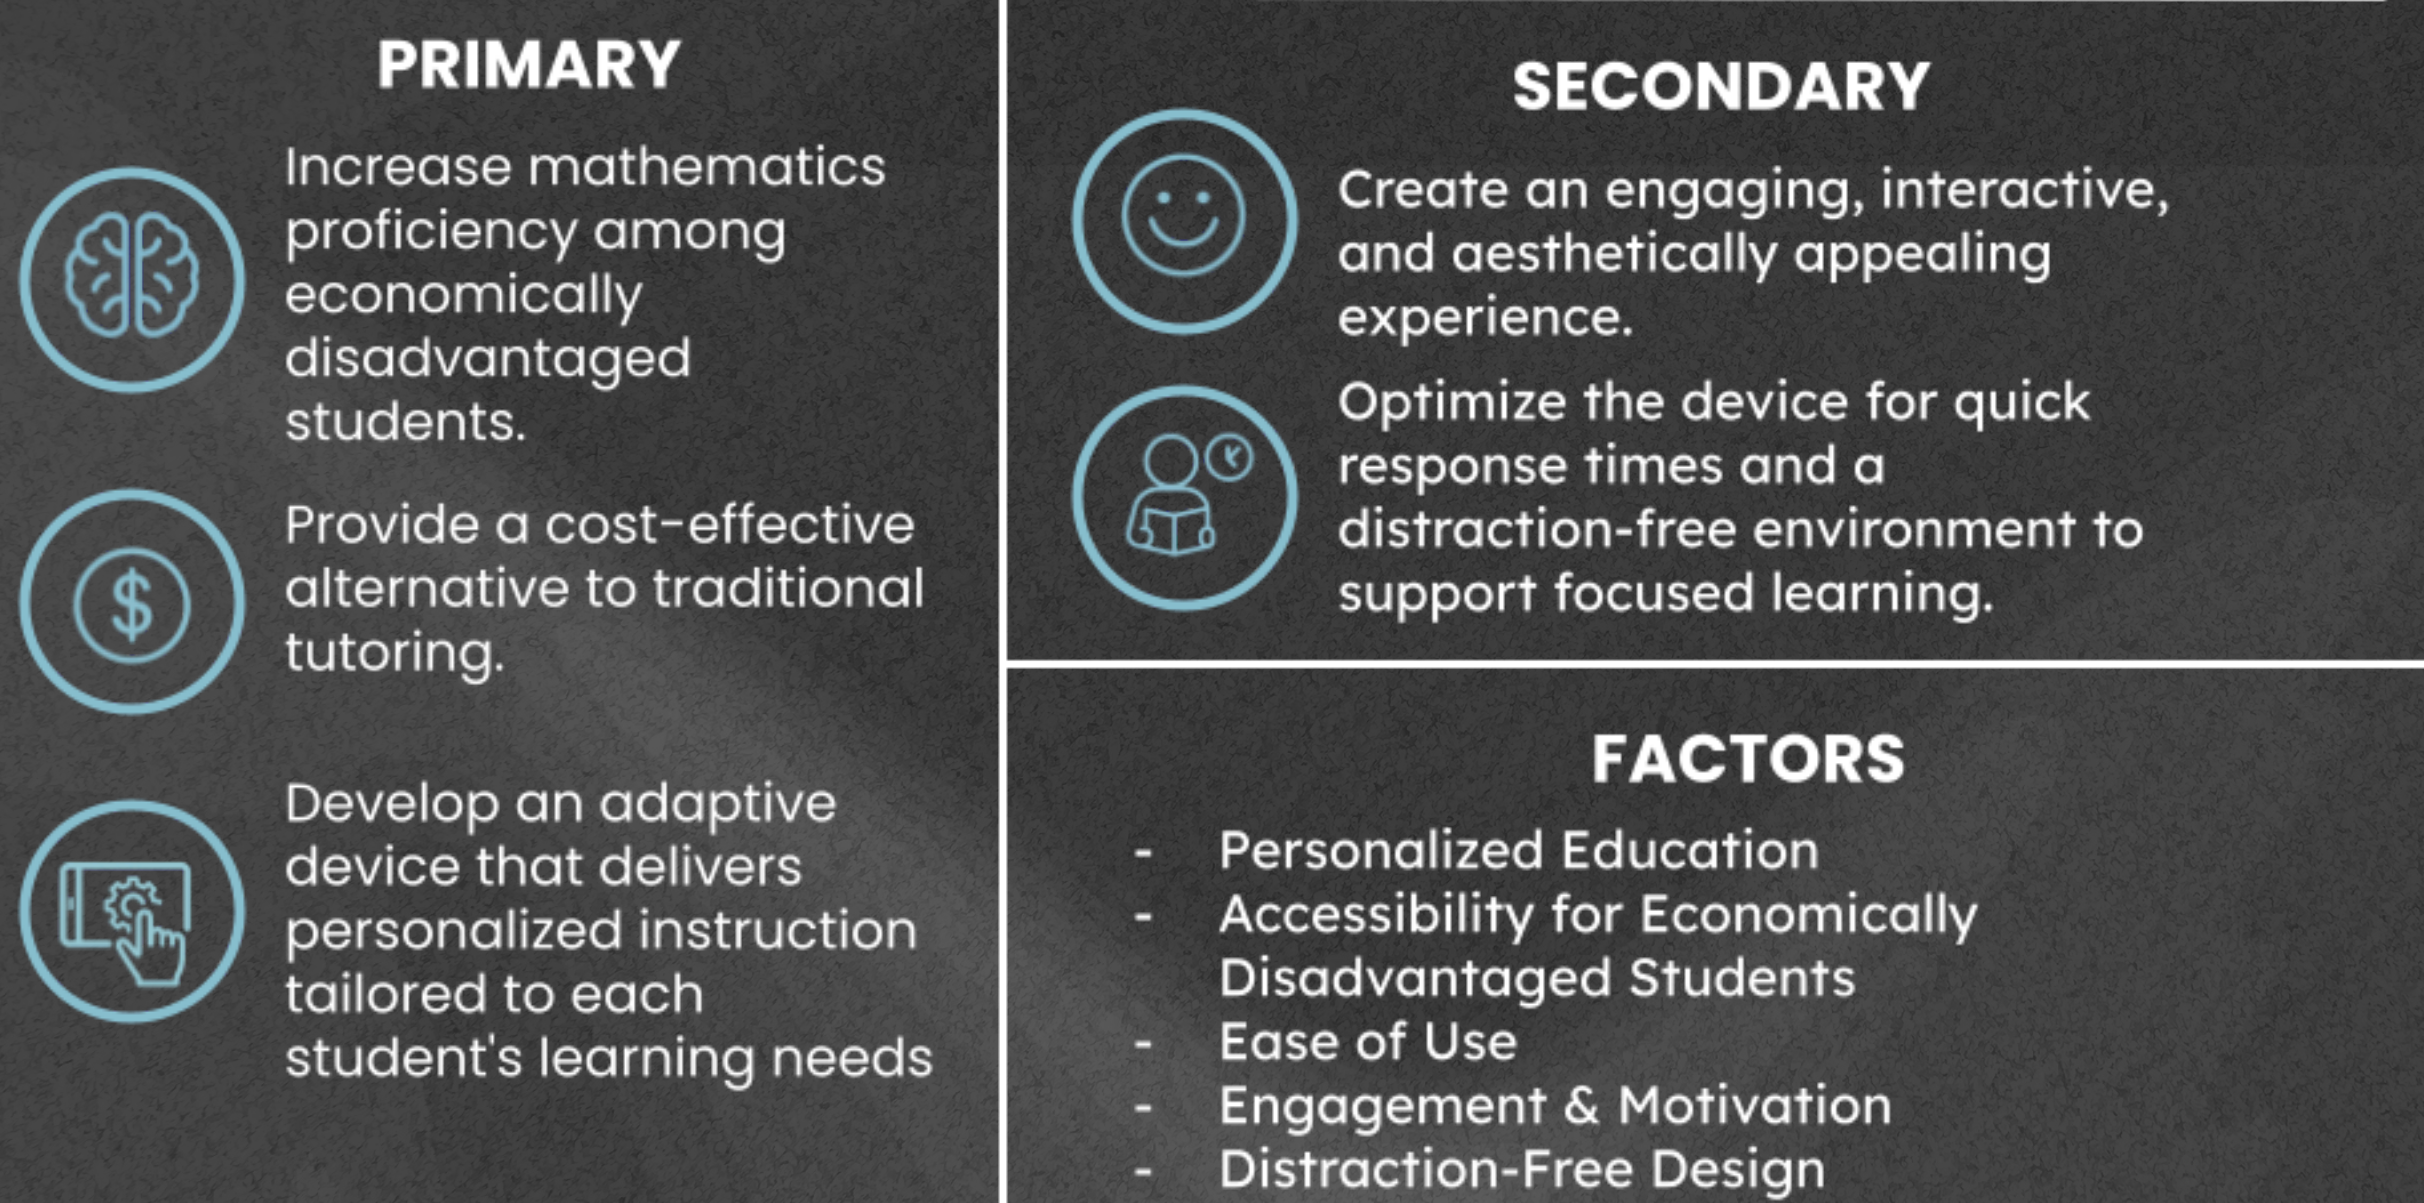 PRIMARY
Increase mathematics
proficiency among
economically
disadvantaged
students.
Provide a cost-effective
alternative to traditional
tutoring.
Develop an adaptive
device that delivers
personalized instruction
tailored to each
student's learning needs
SECONDARY
Create an engaging, interactive,
and aesthetically appealing
experience.
Optimize the device for quick
response times and a
distraction-free environment to
support focused learning.
FACTORS
- Personalized Education
- Accessibility for Economically
Disadvantaged Students
- Ease of Use
- Engagement & Motivation
- Distraction-Free Design